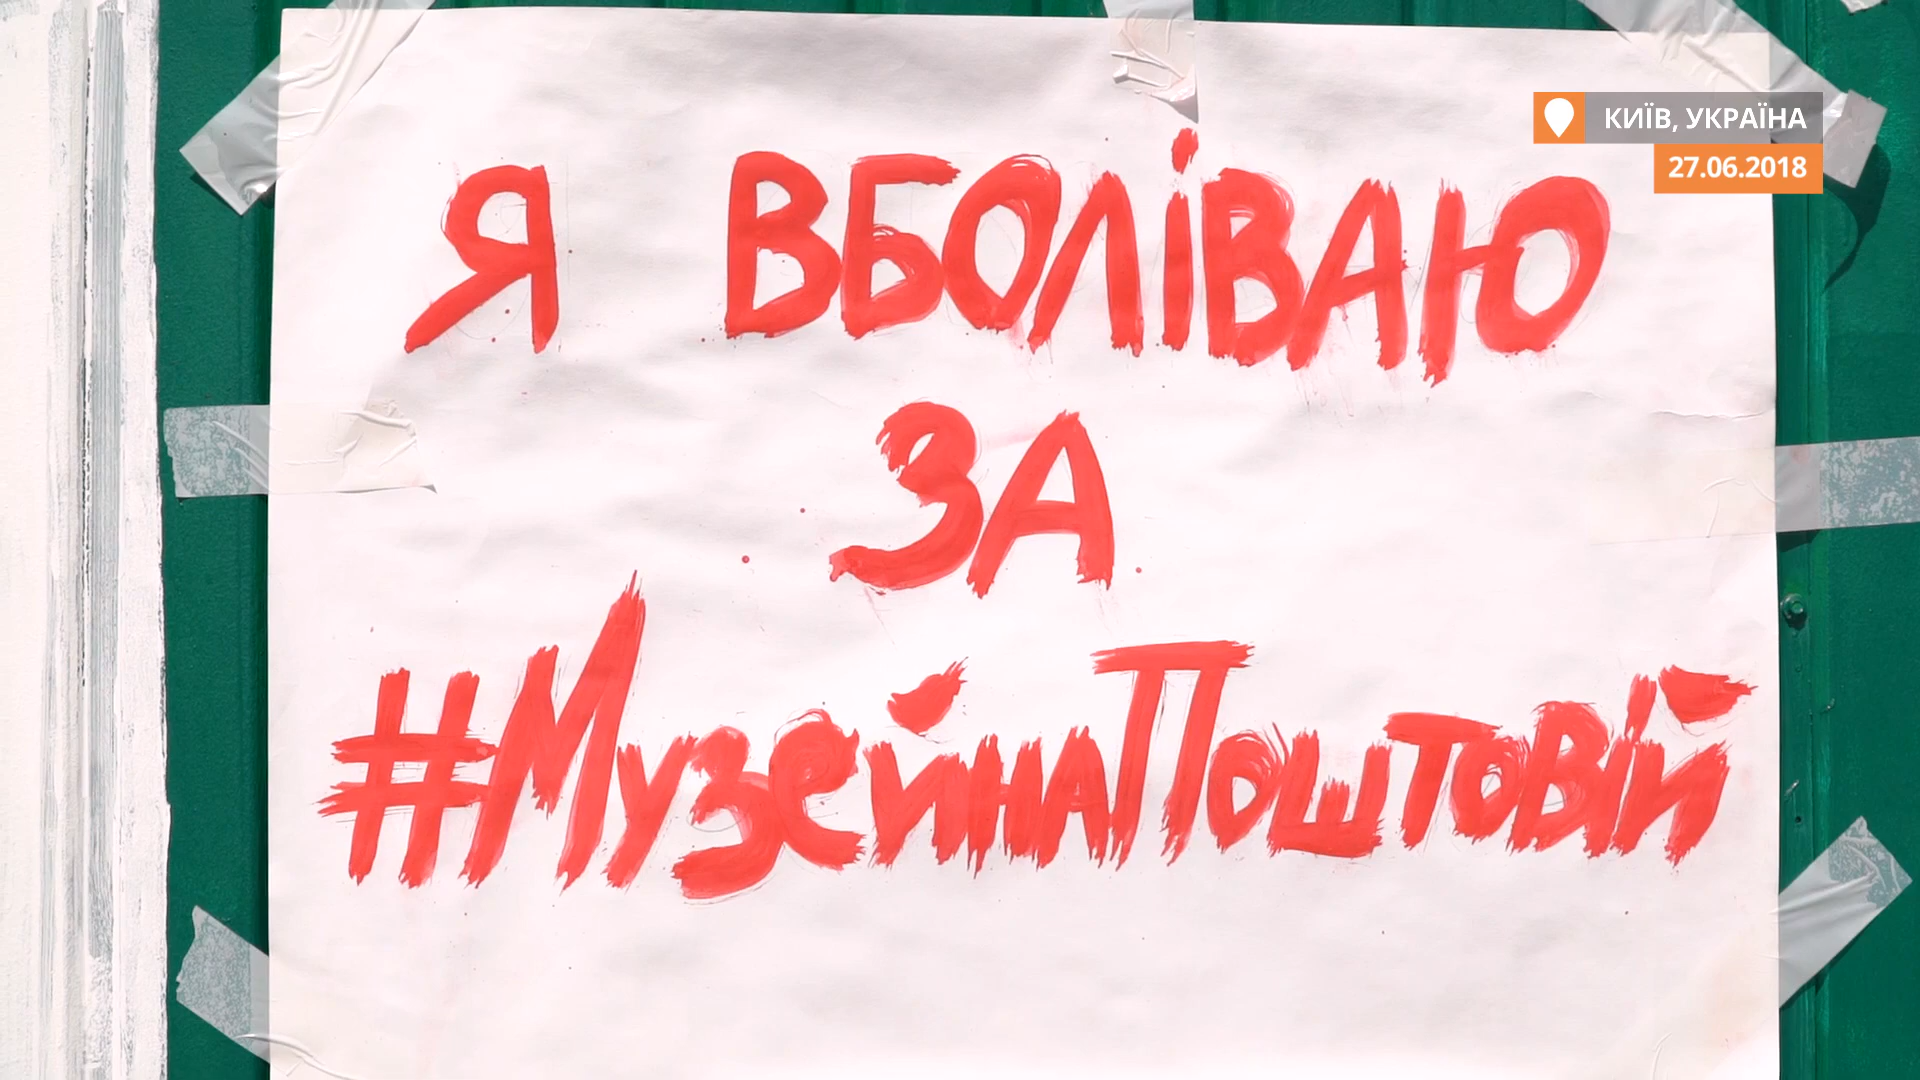 КИЇВ, УКРАЇНА
27.06.2018
Я ВБОЛІВАЮ
ЗА
#МузейнаПоштовій